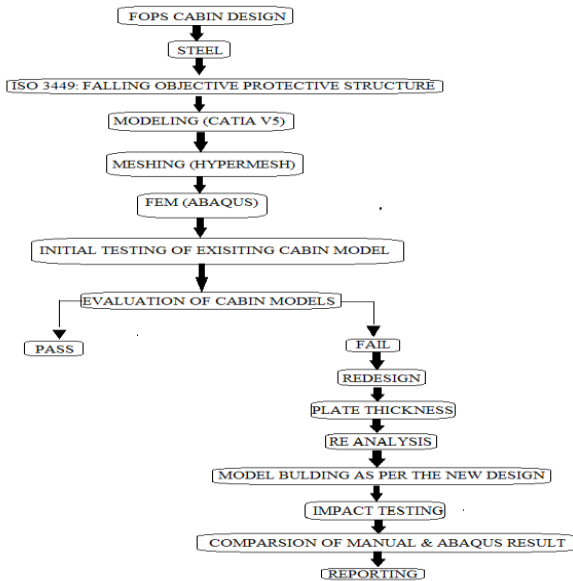 FOPS CABIN DESIGN
STEEL
ISO 3449: FALLING OBJECTIVE PROTECTIVE STRUCTURE
MODELING (CATIA V5)
MESHING (HYPERMESH)
FEM (ABAQUS)
INITIAL TESTING OF EXISITING CABIN MODEL
EVALUATION OF CABIN MODELS
PASS
FAIL
REDESIGN
PLATE THICKNESS
RE ANALYSIS
MODEL BULDING AS PER THE NEW DESIGN
IMPACT TESTING
COMPARSION OF MANUAL & ABAQUS RESULT
REPORTING